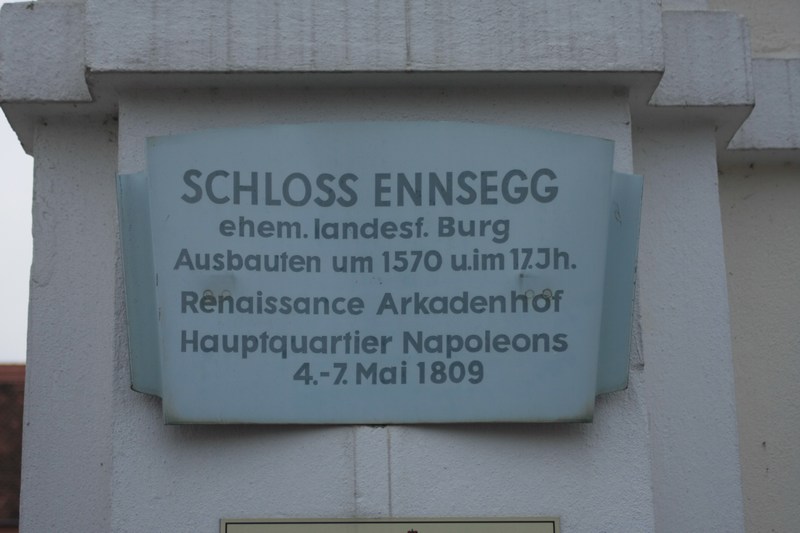 SCHLOSS ENNSEGG
ehem. landesf. Burg
Ausbauten um 1570 u.im 17.Jh.
Renaissance Arkadenhof
Hauptquartier Napoleons
4.-7. Mai 1809